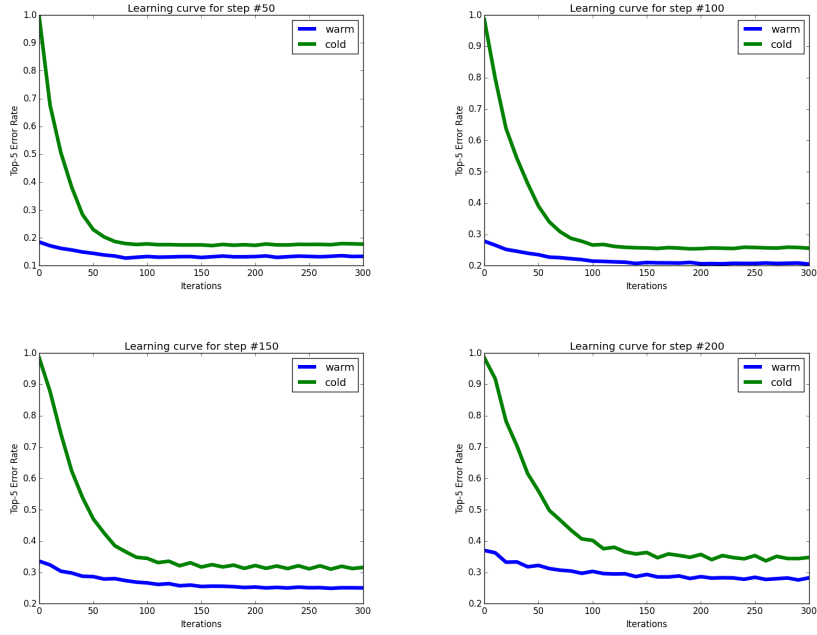 Learning curve for step #50
1.0
0.9
0.8
0.7
0.6
0.5
0.4
0.3
0.2
0.1
Top-5 Error Rate
warm
cold
0 50 100 150 200 250 300
Iterations
Learning curve for step #100
1.0
0.9
0.8
0.7
0.6
0.5
0.4
0.3
0.2
Top-5 Error Rate
warm
cold
0 50 100 150 200 250 300
Iterations
Learning curve for step #150
1.0
0.9
0.8
0.7
0.6
0.5
0.4
0.3
0.2
Top-5 Error Rate
warm
cold
0 50 100 150 200 250 300
Iterations
Learning curve for step #200
1.0
0.9
0.8
0.7
0.6
0.5
0.4
0.3
0.2
Top-5 Error Rate
warm
cold
0 50 100 150 200 250 300
Iterations